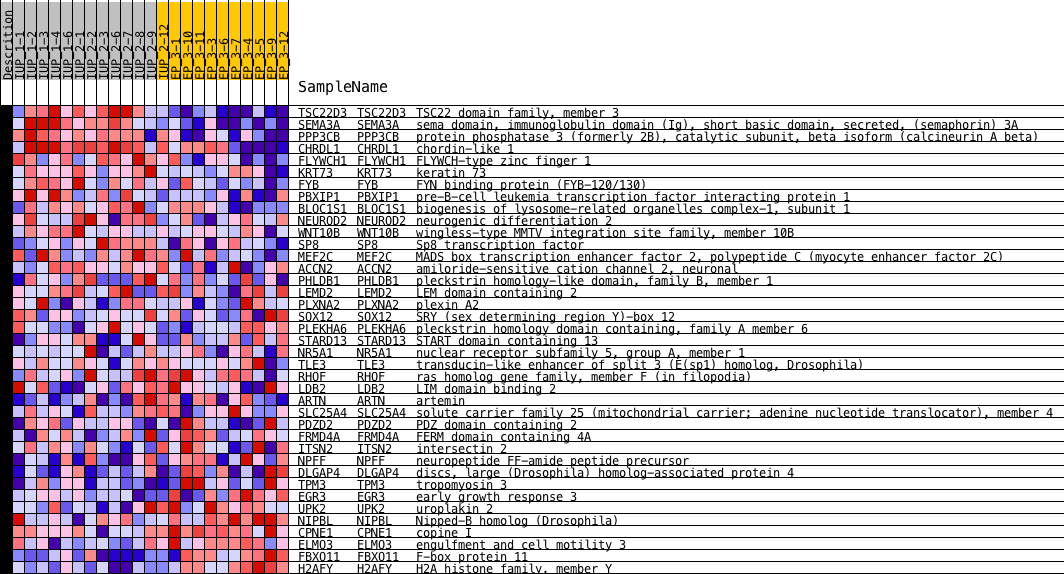 Descrition
IUP_1-1
IUP_1-2
IUP_1-3
IUP_1-4
IUP_1-6
IUP_2-1
IUP_2-2
IUP_2-3
IUP_2-6
IUP_2-7
IUP_2-8
IUP_2-9
IUP_2-12
EP_3-1
EP_3-10
EP_3-11
EP_3-3
EP_3-6
EP_3-7
EP_3-4
EP_3-5
EP_3-9
EP_3-12
SampleName
TSC22D3 TSC22D3 TSC22 domain family, member 3
SEMA3A SEMA3A sema domain, immunoglobulin domain (Ig), short basic domain, secreted, (semaphorin) 3A
PPP3CB PPP3CB protein phosphatase 3 (formerly 2B), catalytic subunit, beta isoform (calcineurin A beta)
CHRDL1 CHRDL1 chordin-like 1
FLYWCH1 FLYWCH1 FLYWCH-type zinc finger 1
KRT73 KRT73 keratin 73
FYB FYB FYN binding protein (FYB-120/130)
PBXIP1 PBXIP1 pre-B-cell leukemia transcription factor interacting protein 1
BLOC1S1 BLOC1S1 biogenesis of lysosome-related organelles complex-1, subunit 1
NEUROD2 NEUROD2 neurogenic differentiation 2
WNT10B WNT10B wingless-type MMTV integration site family, member 10B
SP8 SP8 Sp8 transcription factor
MEF2C MEF2C MADS box transcription enhancer factor 2, polypeptide C (myocyte enhancer factor 2C)
ACCN2 ACCN2 amiloride-sensitive cation channel 2, neuronal
PHLDB1 PHLDB1 pleckstrin homology-like domain, family B, member 1
LEMD2 LEMD2 LEM domain containing 2
PLXNA2 PLXNA2 plexin A2
SOX12 SOX12 SRY (sex determining region Y)-box 12
PLEKHA6 PLEKHA6 pleckstrin homology domain containing, family A member 6
STARD13 STARD13 START domain containing 13
NR5A1 NR5A1 nuclear receptor subfamily 5, group A, member 1
TLE3 TLE3 transducin-like enhancer of split 3 (E(sp1) homolog, Drosophila)
RHOF RHOF ras homolog gene family, member F (in filopodia)
LDB2 LDB2 LIM domain binding 2
ARTN ARTN artemin
SLC25A4 SLC25A4 solute carrier family 25 (mitochondrial carrier; adenine nucleotide translocator), member 4
PDZD2 PDZD2 PDZ domain containing 2
FRMD4A FRMD4A FERM domain containing 4A
ITSN2 ITSN2 intersectin 2
NPFF NPFF neuropeptide FF-amide peptide precursor
DLGAP4 DLGAP4 discs, large (Drosophila) homolog-associated protein 4
TPM3 TPM3 tropomyosin 3
EGR3 EGR3 early growth response 3
UPK2 UPK2 uroplakin 2
NIPBL NIPBL Nipped-B homolog (Drosophila)
CPNE1 CPNE1 copine I
ELMO3 ELMO3 engulfment and cell motility 3
FBXO11 FBXO11 F-box protein 11
H2AFY H2AFY H2A histone family, member Y